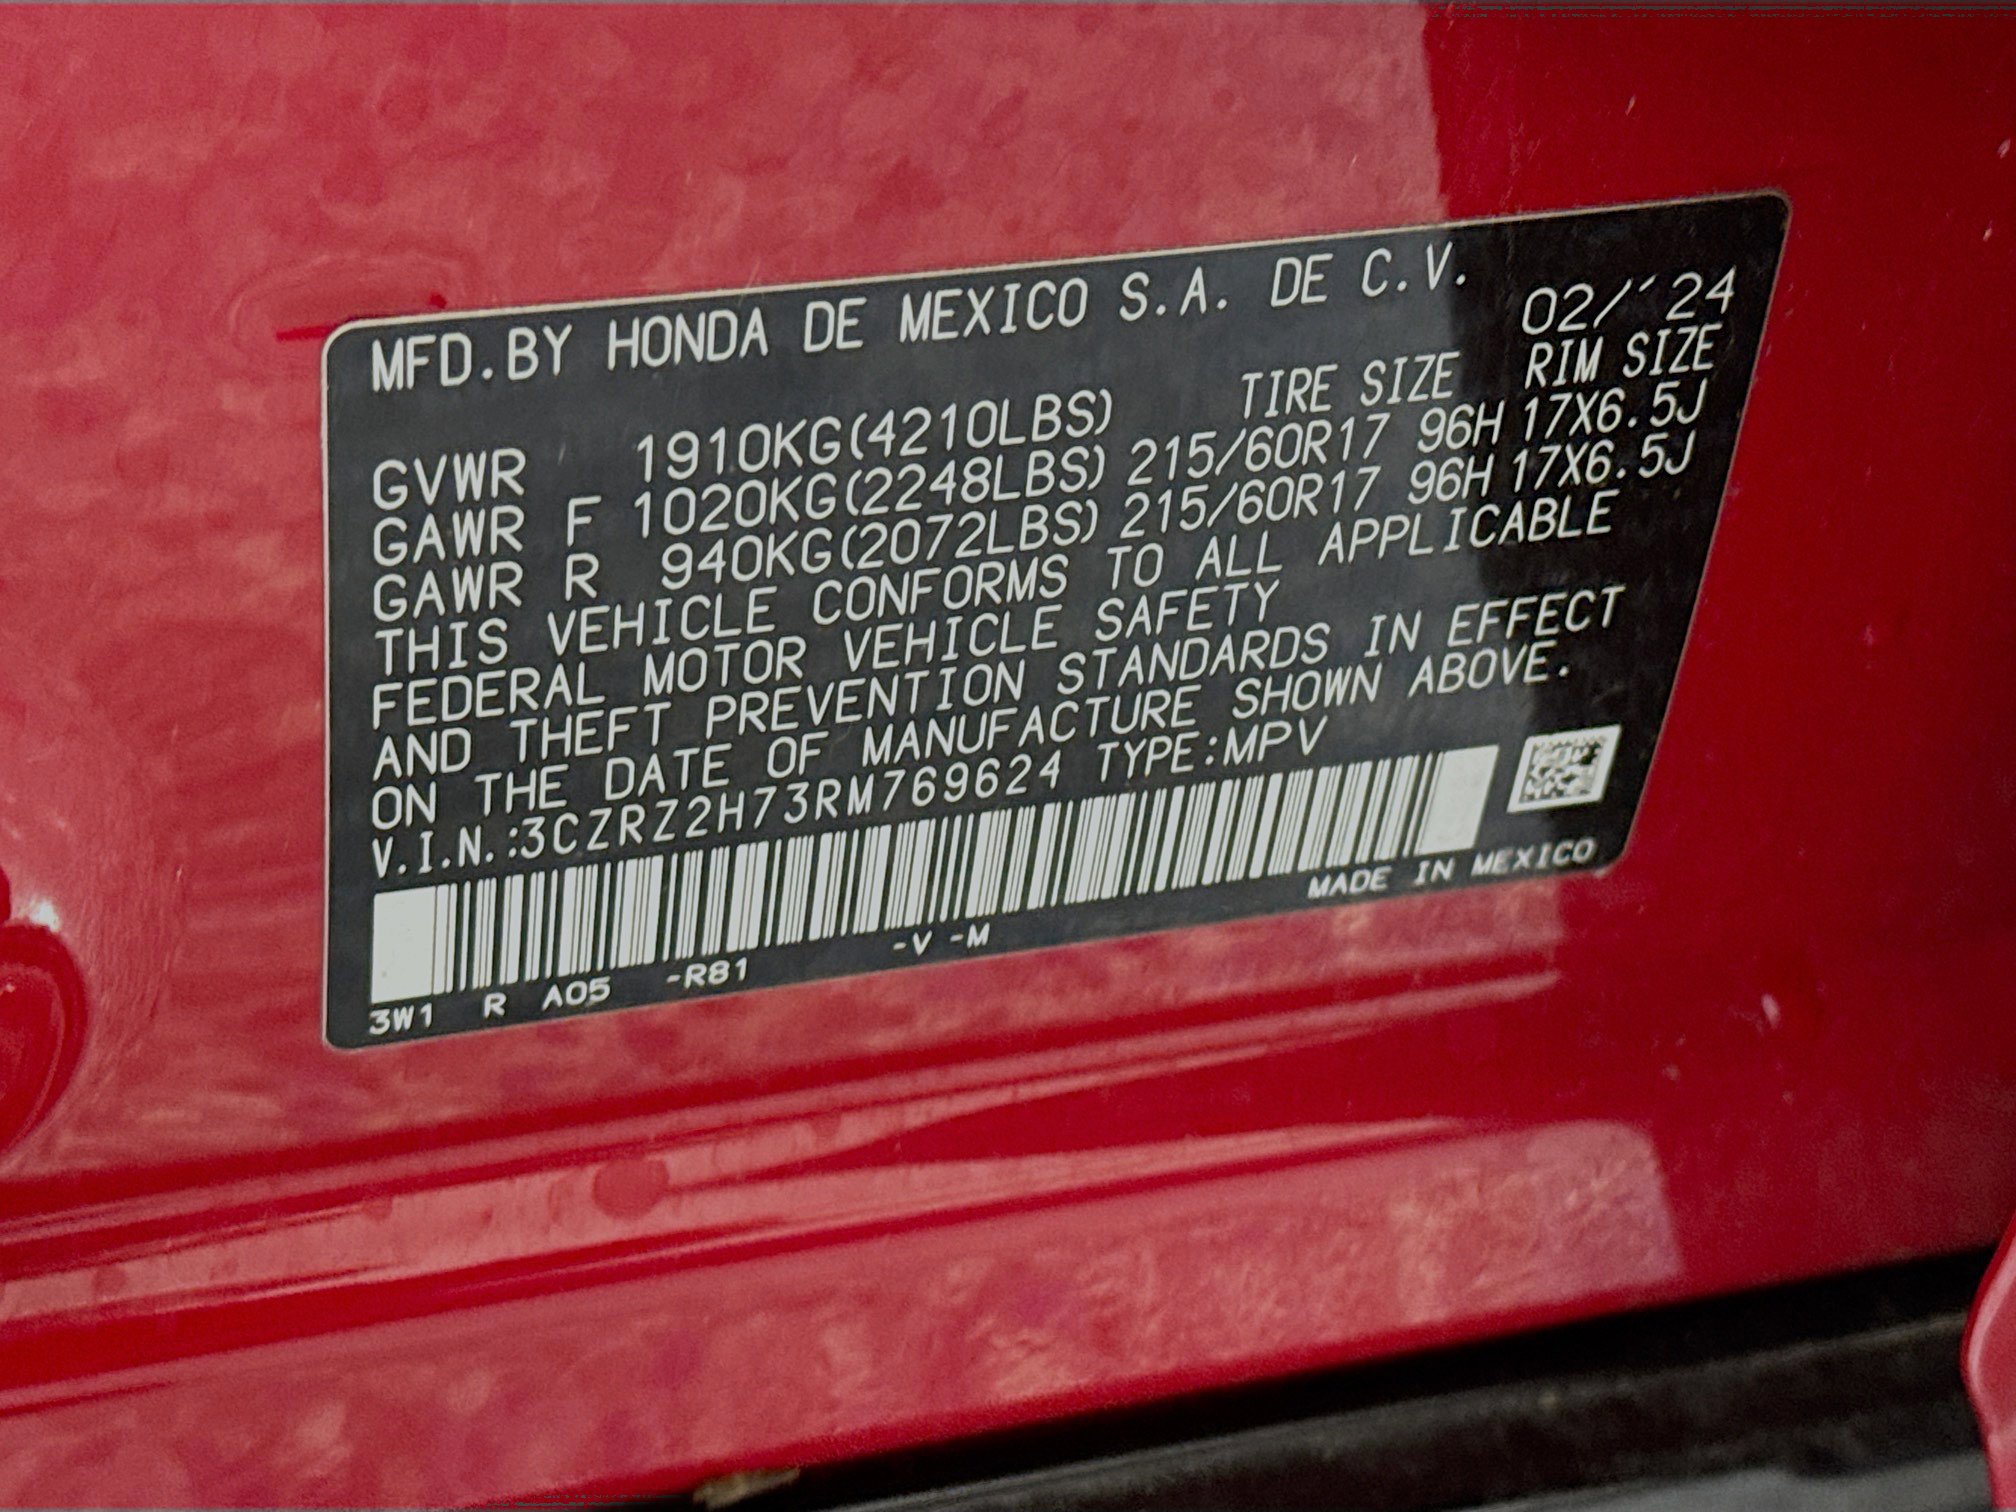 MFD.BY HONDA DE MEXICO S.A. DE C.V.
02/´24
TIRE SIZE RIM SIZE
GVWR 1910KG(4210LBS)
GAWR F 1020KG(2248LBS) 215/60R17 96H 17X6.5J
GAWR R 940KG(2072LBS) 215/60R17 96H 17X6.5J
THIS VEHICLE CONFORMS TO ALL APPLICABLE
FEDERAL MOTOR VEHICLE SAFETY
AND THEFT PREVENTION STANDARDS IN EFFECT
ON THE DATE OF MANUFACTURE SHOWN ABOVE.
V.I.N.:3CZRZ2H73RM769624 TYPE:MPV
MADE IN MEXICO
3W1 R A05 -R81 -V -M